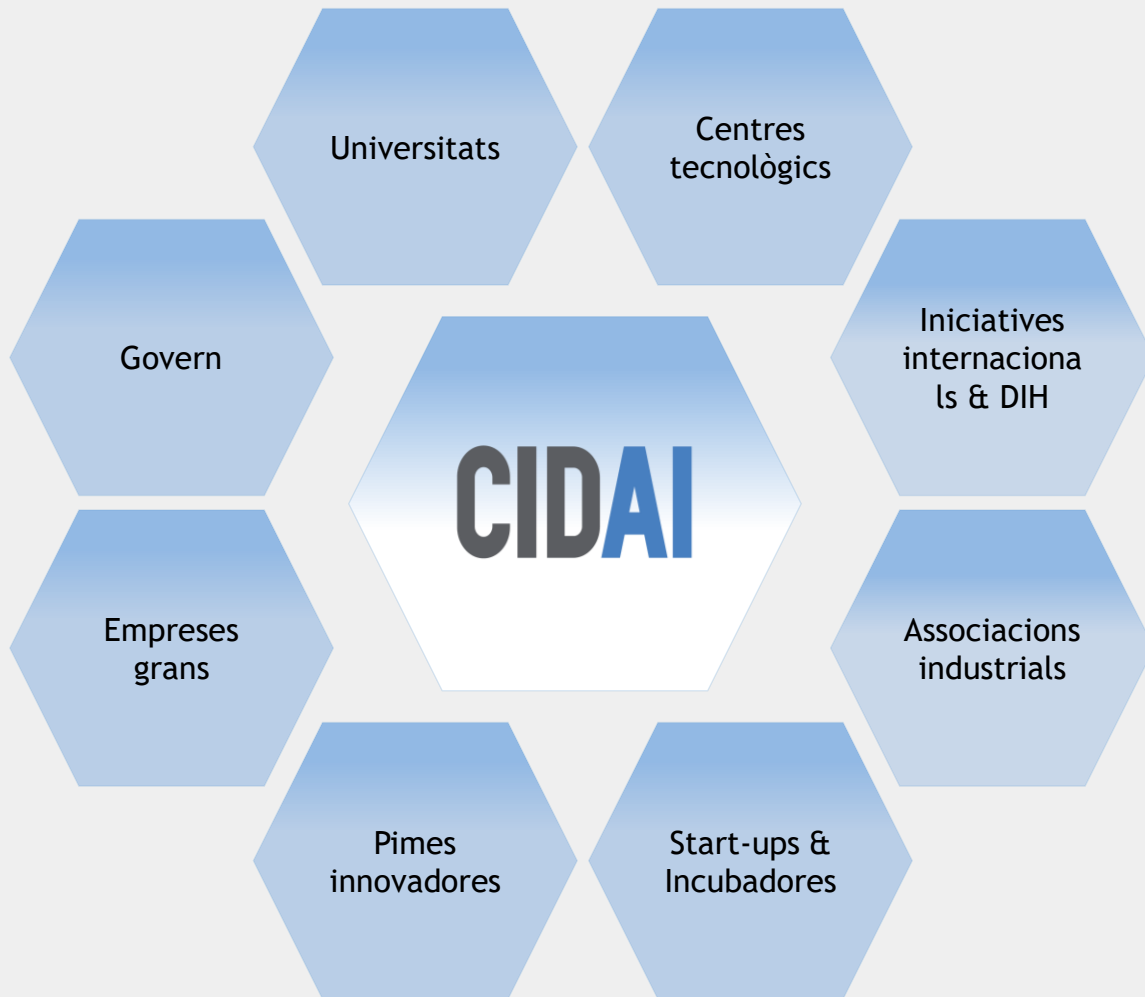 Universitats
Centres
tecnològics
Govern
Iniciatives
internaciona
ls & DIH
CIDAI
Empreses
grans
Associacions
industrials
Pimes
innovadores
Start-ups &
Incubadores